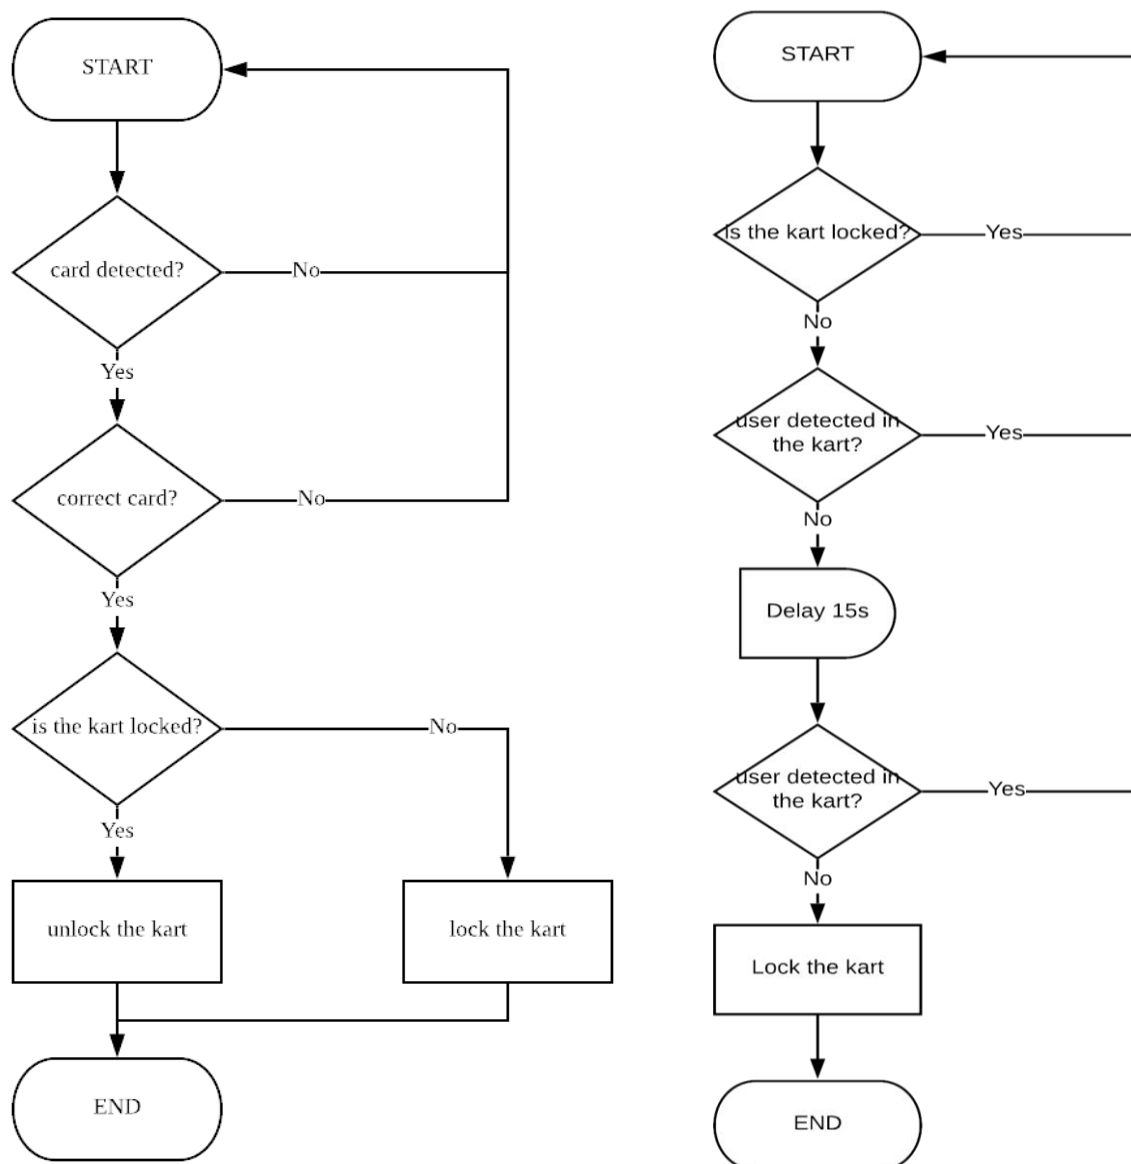 START
card detected?
No
Yes
correct card?
No
Yes
is the kart locked?
No
Yes
unlock the kart
lock the kart
END
START
is the kart locked?
Yes
No
user detected in
the kart?
Yes
No
Delay 15s
user detected in
the kart?
Yes
No
Lock the kart
END